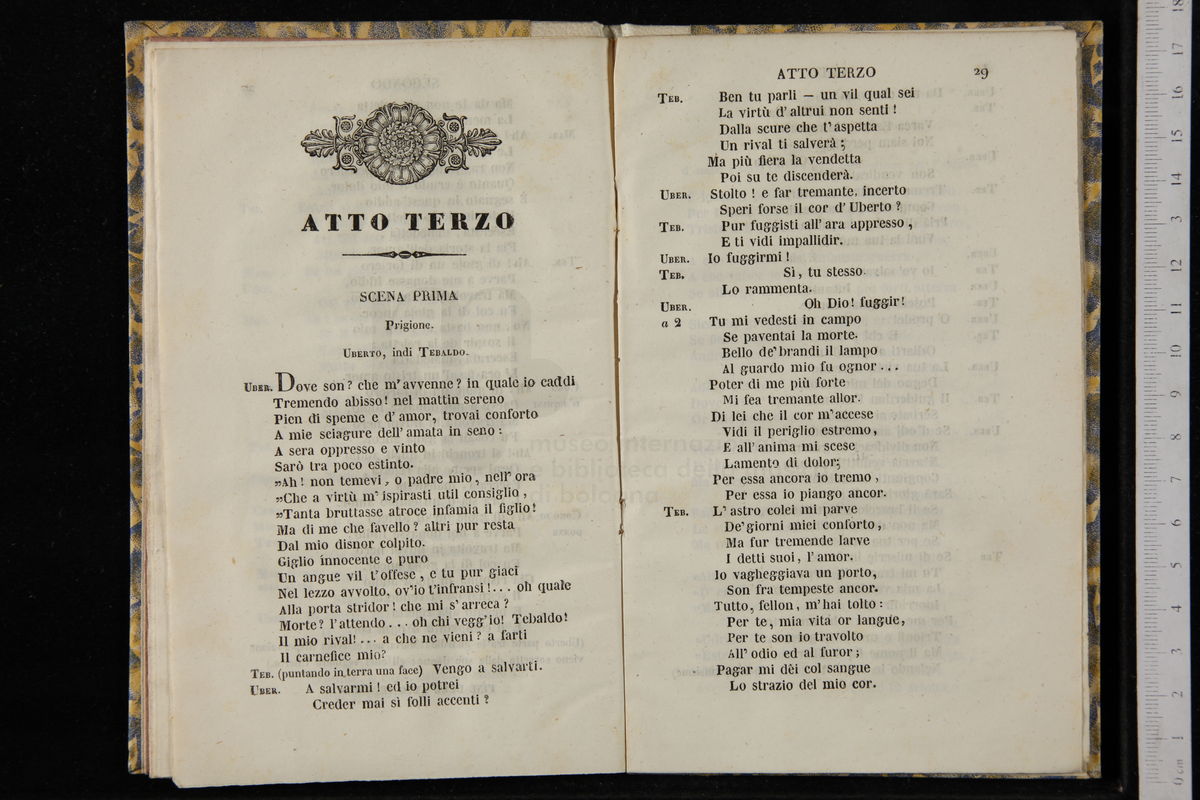 ATTO TERZO
SCENA PRIMA
Prigione.
UBERTO, indi TEBALDO.
UBER. Dove son? che m'avvenne? in quale io caddi
Tremendo abisso! nel mattin sereno
Pien di speme e d'amor, trovai conforto
A mie sciagure dell'amata in seno:
A sera oppresso e vinto
Sarò tra poco estinto.
»Ah! non temevi, o padre mio, nell'ora
»Che a virtù m'ispirasti util consiglio,
»Tanta bruttasse atroce infamia il figlio!
Ma di me che favello? altri pur resta
Dal mio disnor colpito.
Giglio innocente e puro
Un angue vil t'offese, e tu pur giaci
Nel lezzo avvolto, ov'io t'infransi!... oh quale
Alla porta stridor! che mi s'arreca?
Morte? l'attendo... oh chi vegg'io! Tebaldo!
Il mio rival!... a che ne vieni? a farti
Il carnefice mio?
TEB. (puntando in terra una face) Vengo a salvarti.
UBER. A salvarmi! ed io potrei
Creder mai sì folli accenti?
ATTO TERZO 29
TEB. Ben tu parli — un vil qual sei
La virtù d'altrui non senti!
Dalla scure che t'aspetta
Un rival ti salverà;
Ma più fiera la vendetta
Poi su te discenderà.
UBER. Stolto! e far tremante, incerto
Speri forse il cor d'Uberto?
TEB. Pur fuggisti all'ara appresso,
E ti vidi impallidir.
UBER. Io fuggirmi!
TEB. Sì, tu stesso.
Lo rammenta.
UBER. Oh Dio! fuggir!
a 2 Tu mi vedesti in campo
Se paventai la morte.
Bello de'brandi il lampo
Al guardo mio fu ognor...
Poter di me più forte
Mi fea tremante allor.
Di lei che il cor m'accese
Vidi il periglio estremo,
E all'anima mi scese
Lamento di dolor;
Per essa ancora io tremo,
Per essa io piango ancor.
TEB. L'astro colei mi parve
De'giorni miei conforto,
Ma fur tremende larve
I detti suoi, l'amor.
Io vagheggiava un porto,
Son fra tempeste ancor.
Tutto, fellon, m'hai tolto:
Per te, mia vita or langue,
Per te son io travolto
All'odio ed al furor;
Pagar mi dêi col sangue
Lo strazio del mio cor.